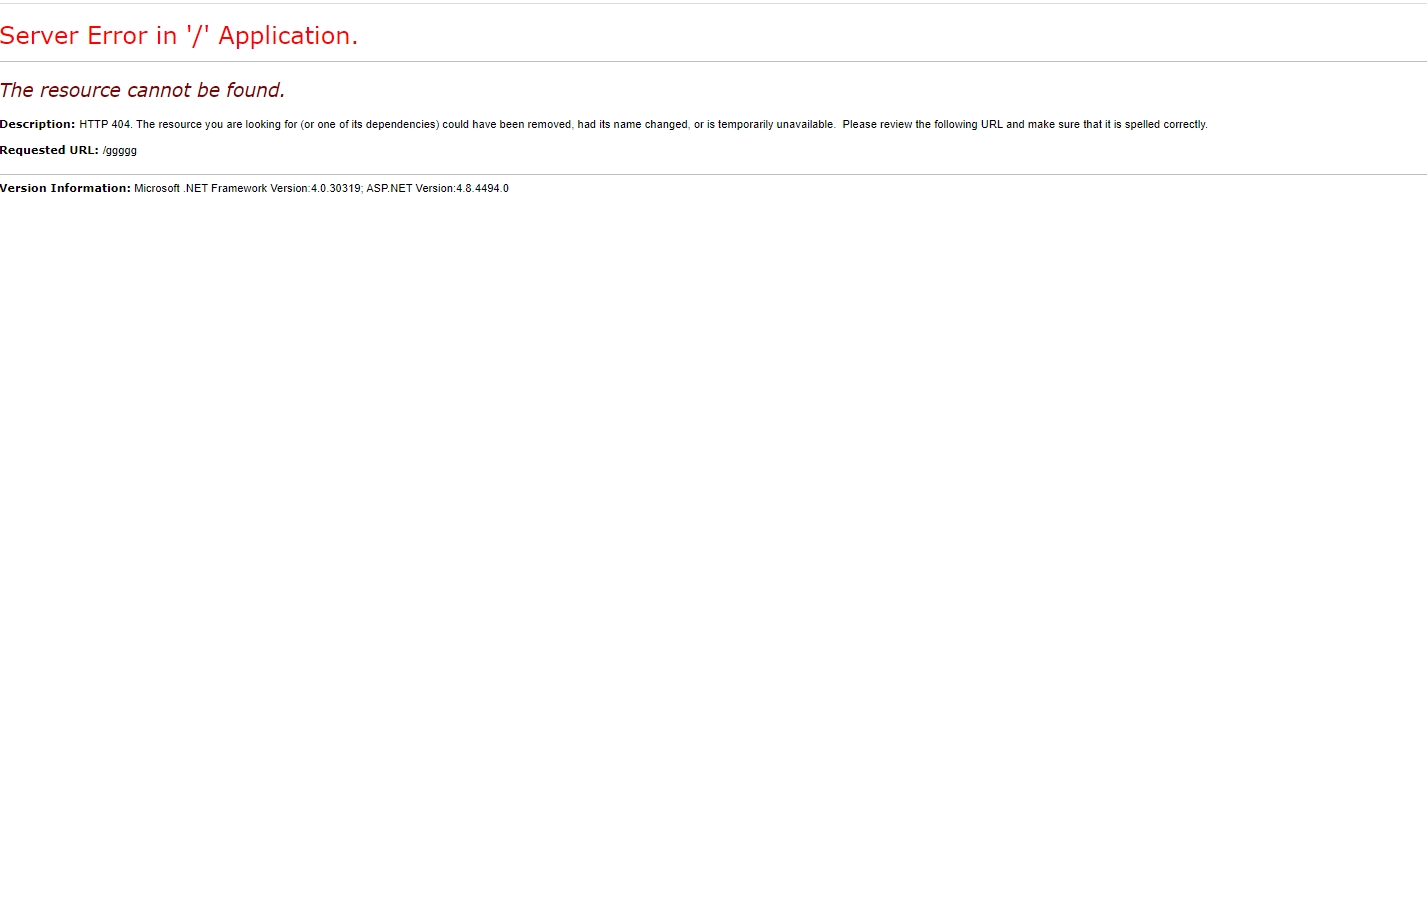 Server Error in '/' Application.
The resource cannot be found.
Description: HTTP 404. The resource you are looking for (or one of its dependencies) could have been removed, had its name changed, or is temporarily unavailable.  Please review the following URL and make sure that it is spelled correctly.
Requested URL: /ggggg
Version Information: Microsoft .NET Framework Version:4.0.30319; ASP.NET Version:4.8.4494.0